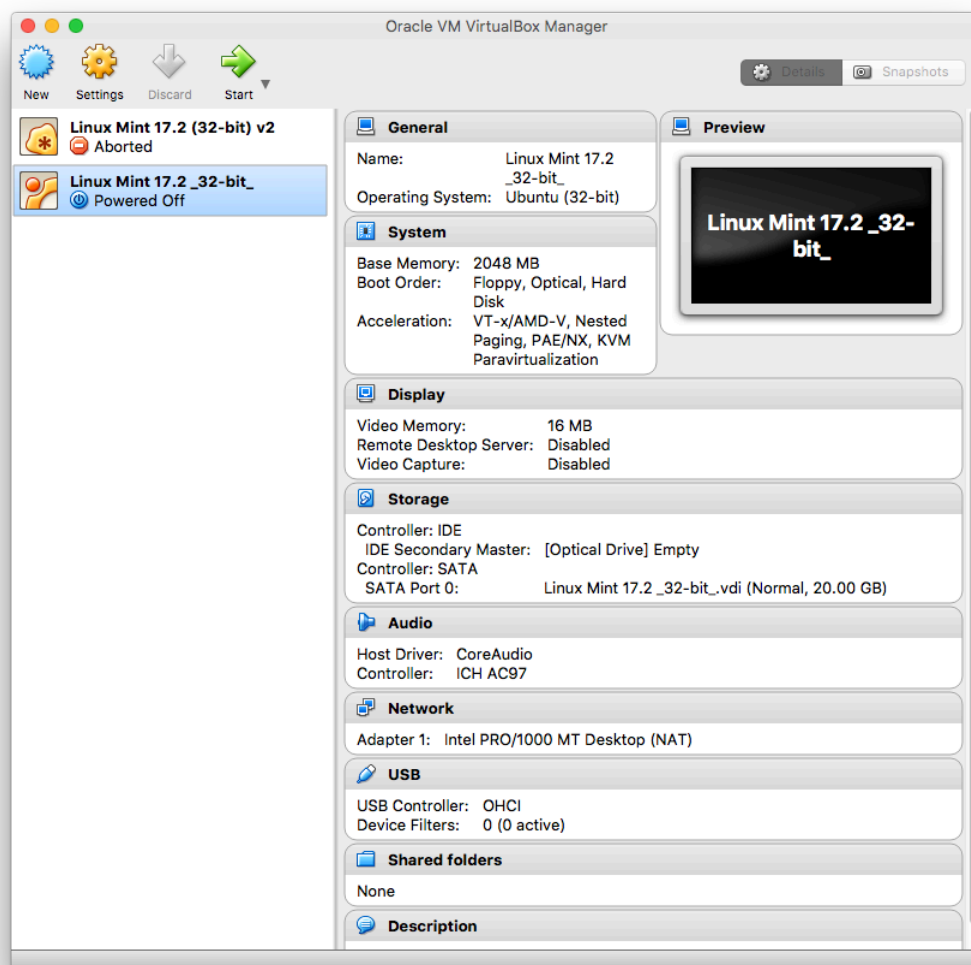 Oracle VM VirtualBox Manager
New
Settings
Discard
Start
Details
Snapshots
Linux Mint 17.2 (32-bit) v2
Aborted
Linux Mint 17.2 _32-bit_
Powered Off
General
Name: Linux Mint 17.2
_32-bit_
Operating System: Ubuntu (32-bit)
Preview
Linux Mint 17.2 _32-
bit_
System
Base Memory: 2048 MB
Boot Order: Floppy, Optical, Hard
Disk
Acceleration: VT-x/AMD-V, Nested
Paging, PAE/NX, KVM
Paravirtualization
Display
Video Memory: 16 MB
Remote Desktop Server: Disabled
Video Capture: Disabled
Storage
Controller: IDE
IDE Secondary Master: [Optical Drive] Empty
Controller: SATA
SATA Port 0: Linux Mint 17.2 _32-bit_.vdi (Normal, 20.00 GB)
Audio
Host Driver: CoreAudio
Controller: ICH AC97
Network
Adapter 1: Intel PRO/1000 MT Desktop (NAT)
USB
USB Controller: OHCI
Device Filters: 0 (0 active)
Shared folders
None
Description